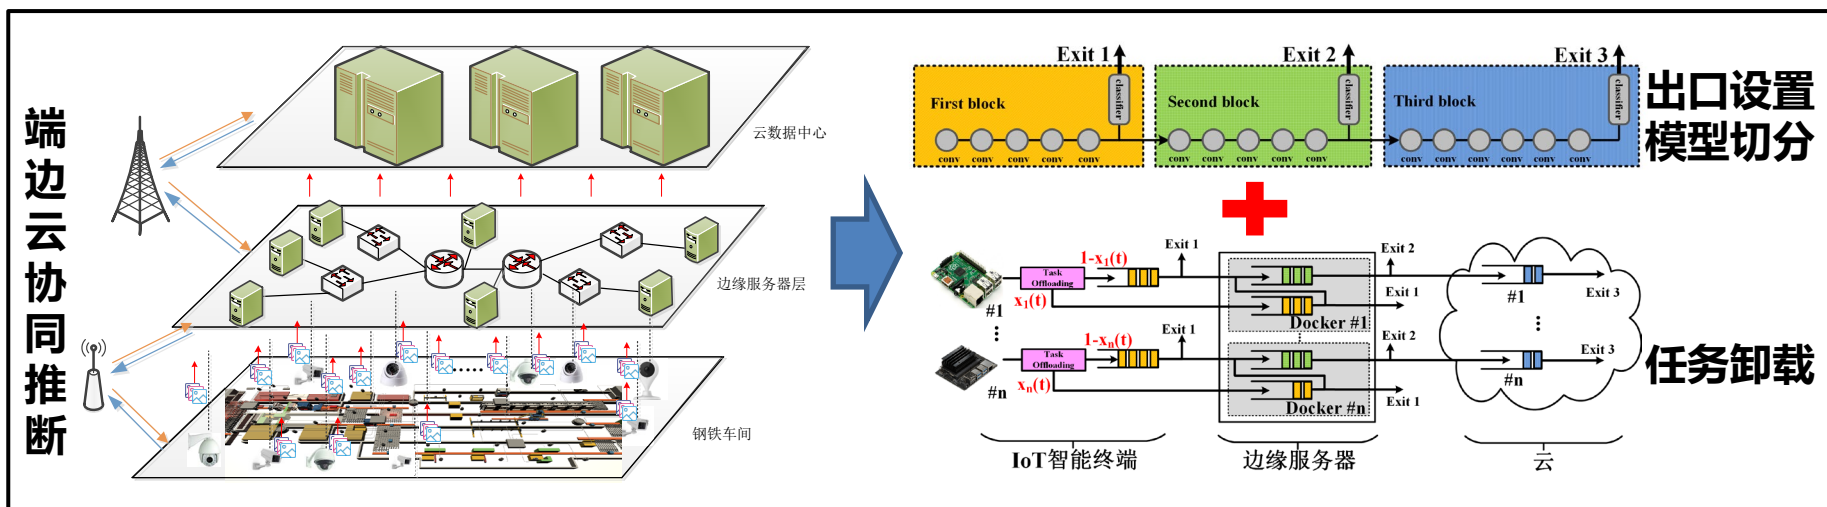 端边云协同推断
云数据中心
边缘服务器层
钢铁车间
Exit 1
Exit 2
Exit 3
First block
Second block
Third block
classifier
classifier
classifier
conv conv conv conv conv
conv conv conv conv conv
conv conv conv conv conv conv
出口设置
模型切分
#1
Task
Offloading
1-x₁(t)
x₁(t)
Exit 1
Exit 2
Exit 1
Docker #1
#1
Exit 3
#n
Task
Offloading
1-xₙ(t)
xₙ(t)
Exit 1
Exit 2
Exit 1
Docker #n
#n
Exit 3
任务卸载
IoT智能终端
边缘服务器
云